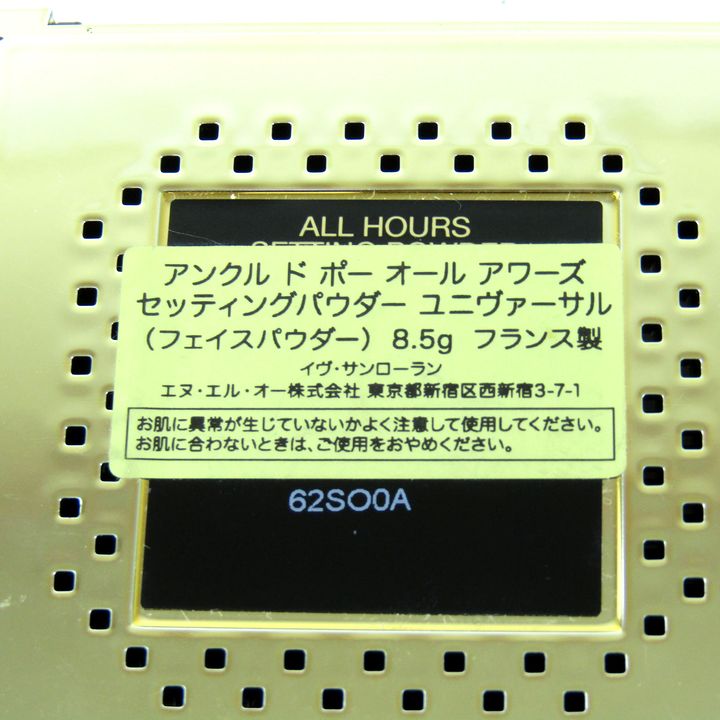 ALL HOURS
SETTING POWDER
アンクル ド ポー オール アワーズ
セッティングパウダー ユニヴァーサル
（フェイスパウダー） 8.5g フランス製
イヴ・サンローラン
エヌ・エル・オー株式会社 東京都新宿区西新宿3-7-1
お肌に異常が生じていないかよく注意して使用してください。
お肌に合わないときは、ご使用をおやめください。
62SO0A